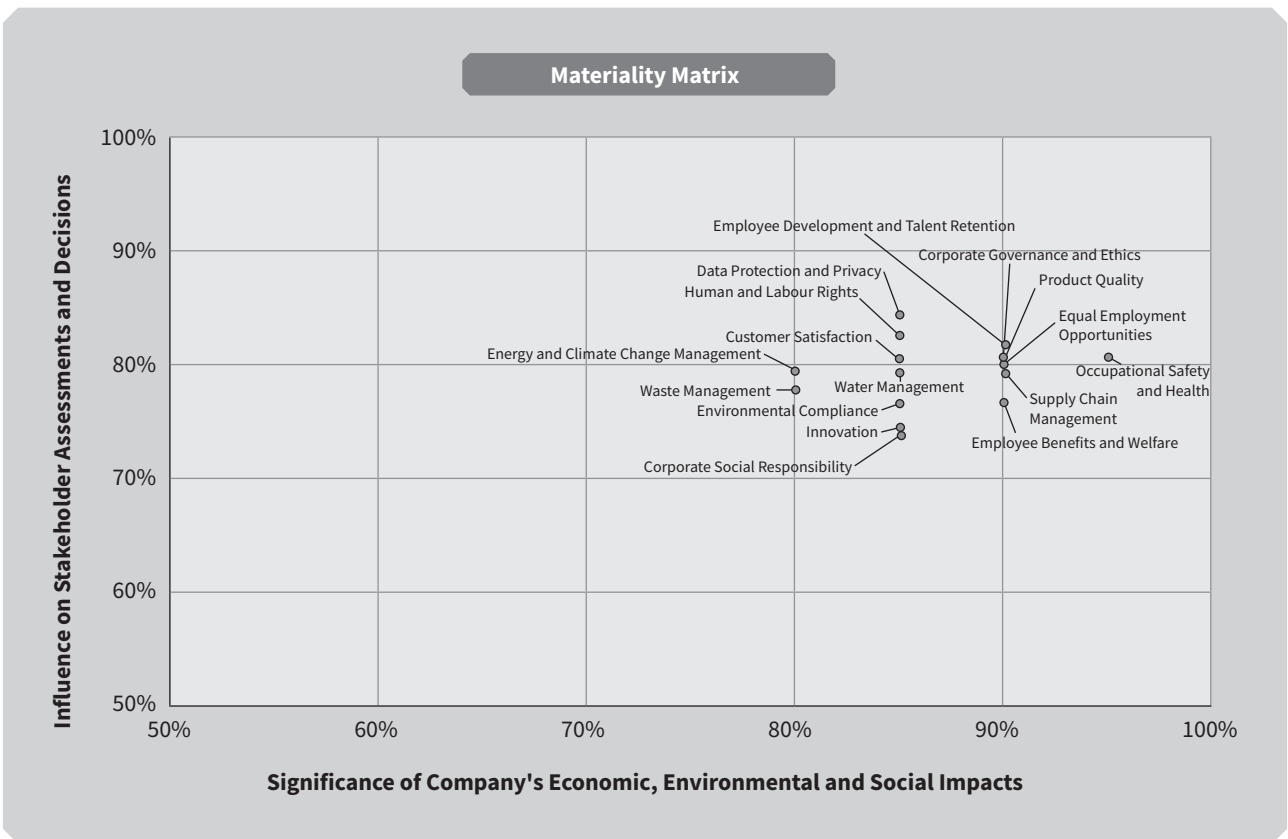 Materiality Matrix
Influence on Stakeholder Assessments and Decisions
100%
90%
80%
70%
60%
50%
Employee Development and Talent Retention
Corporate Governance and Ethics
Data Protection and Privacy
Product Quality
Human and Labour Rights
Equal Employment
Opportunities
Customer Satisfaction
Energy and Climate Change Management
Occupational Safety
and Health
Waste Management
Water Management
Supply Chain
Management
Environmental Compliance
Innovation
Employee Benefits and Welfare
Corporate Social Responsibility
50%
60%
70%
80%
90%
100%
Significance of Company's Economic, Environmental and Social Impacts